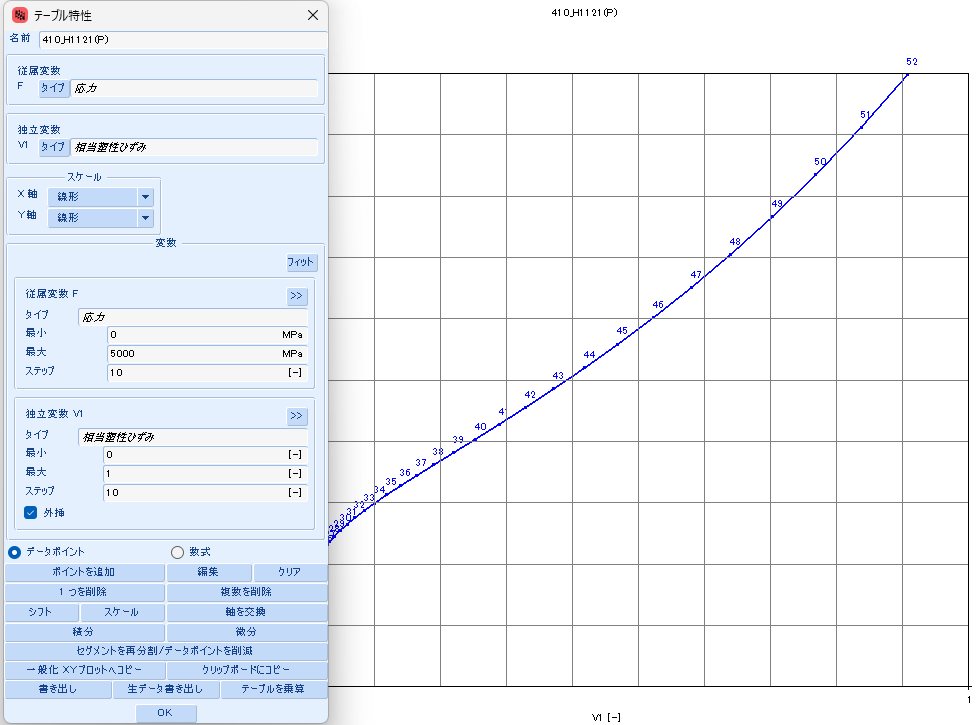 テーブル特性
名前 410_H1121(P)
従属変数
F タイプ 応力
独立変数
V1 タイプ 相当塑性ひずみ
スケール
X 軸 線形
Y軸 線形
変数
フィット
従属変数 F >>
タイプ 応力
最小 0 MPa
最大 5000 MPa
ステップ 10 [-]
独立変数 V1 >>
タイプ 相当塑性ひずみ
最小 0 [-]
最大 1 [-]
ステップ 10 [-]
外挿
データポイント 数式
ポイントを追加 編集 クリア
1 つを削除 複数を削除
シフト スケール 軸を交換
積分 微分
セグメントを再分割/データポイントを削減
一般化 XYプロットへコピー クリップボードにコピー
書き出し 生データ書き出し テーブルを乗算
OK
410_H1121(P)
52
51
50
49
48
47
46
45
44
43
42
41
40
39
38
37
36
35
34
33
32
31
30
1
V1 [-]